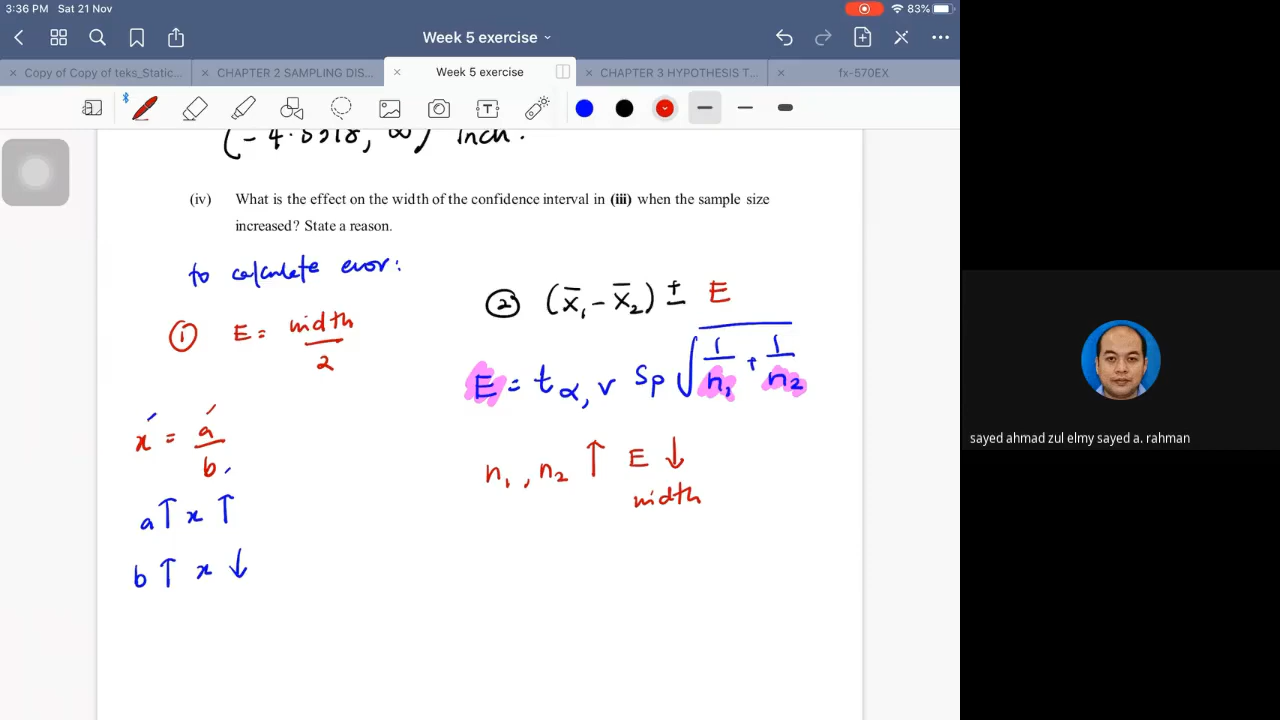 3:36 PM Sat 21 Nov
83%
Week 5 exercise
Copy of Copy of teks_Static...
CHAPTER 2 SAMPLING DIS...
Week 5 exercise
CHAPTER 3 HYPOTHESIS T...
fx-570EX
∞) inch.
(iv) What is the effect on the width of the confidence interval in (iii) when the sample size
increased? State a reason.
to calculate error:
① E = width / 2
② (x̄₁ - x̄₂) ± E
E = t α, v Sp √(1/n₁ + 1/n₂)
x = a / b
a ↑ x ↑
b ↑ x ↓
n₁, n₂ ↑ E ↓
width
sayed ahmad zul elmy sayed a. rahman